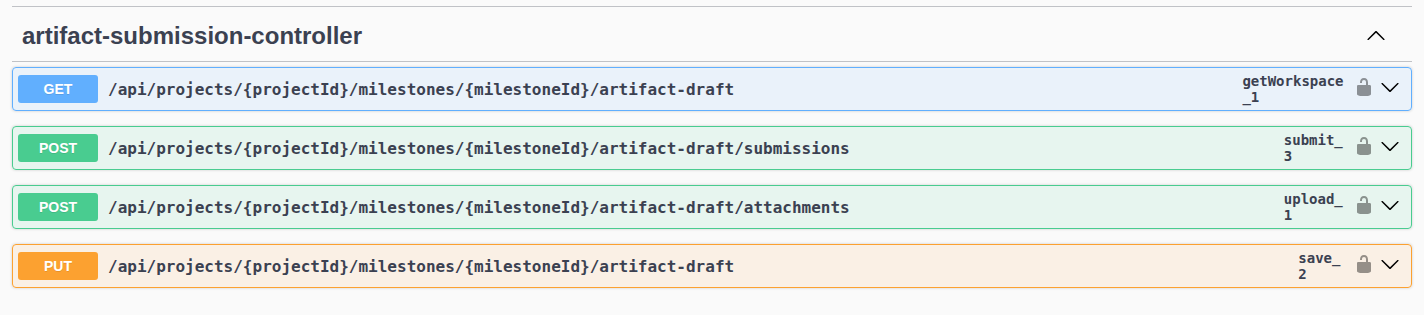 artifact-submission-controller
GET /api/projects/{projectId}/milestones/{milestoneId}/artifact-draft getWorkspace
_1
POST /api/projects/{projectId}/milestones/{milestoneId}/artifact-draft/submissions submit_
3
POST /api/projects/{projectId}/milestones/{milestoneId}/artifact-draft/attachments upload_
1
PUT /api/projects/{projectId}/milestones/{milestoneId}/artifact-draft save_
2